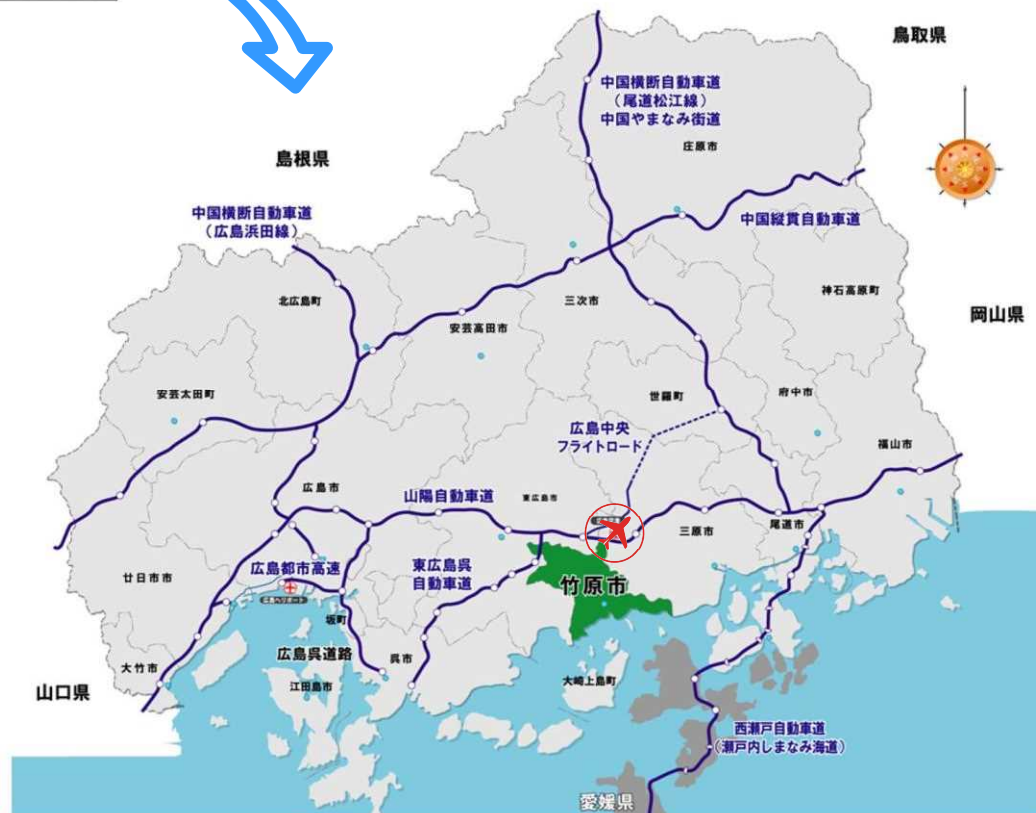 鳥取県
中国横断自動車道
（尾道松江線）
中国やまなみ街道
庄原市
島根県
中国横断自動車道
（広島浜田線）
中国縦貫自動車道
北広島町
神石高原町
三次市
岡山県
安芸高田市
安芸太田町
世羅町
府中市
広島中央
フライトロード
福山市
広島市
山陽自動車道
東広島市
三原市
尾道市
廿日市市
広島都市高速
東広島呉
自動車道
竹原市
広島ヘリポート
坂町
大竹市
広島呉道路
呉市
山口県
江田島市
大崎上島町
西瀬戸自動車道
（瀬戸内しまなみ海道）
愛媛県